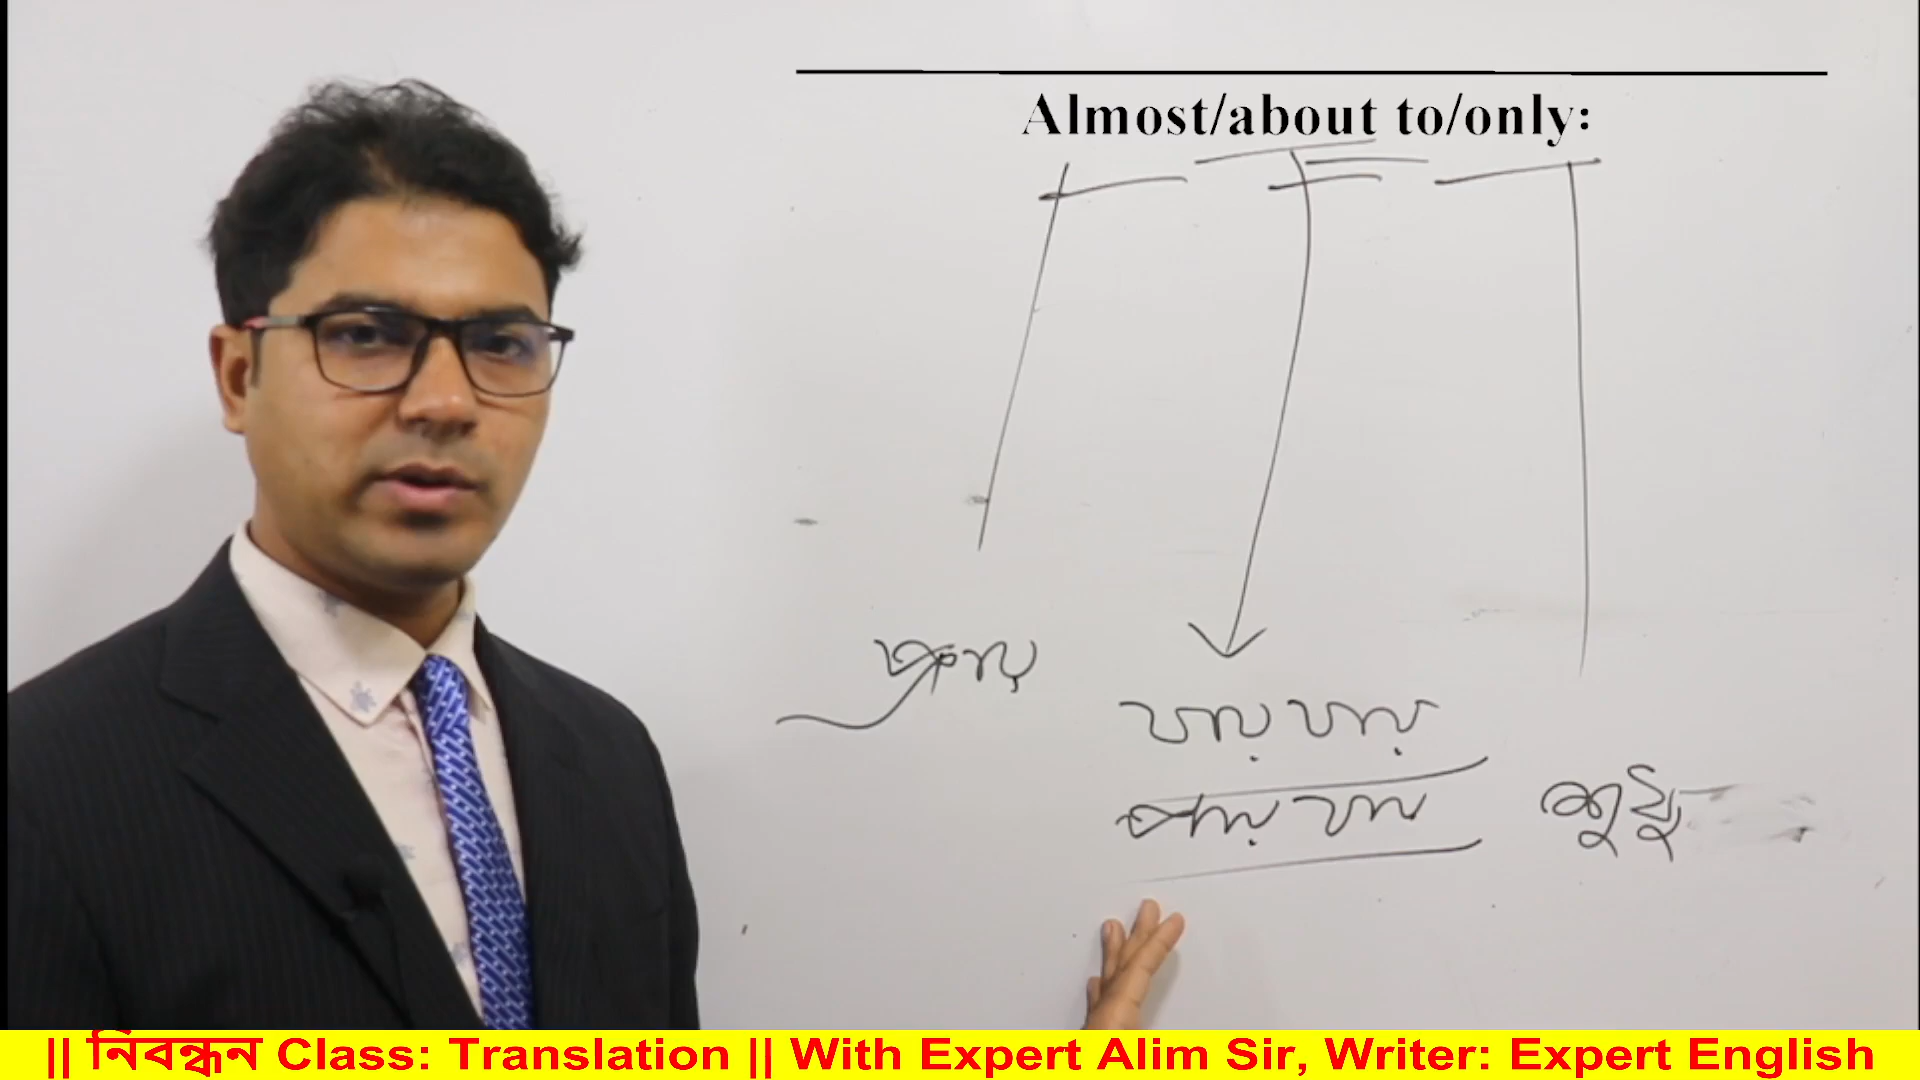 Almost/about to/only:
প্রায়
যায় যায়
প্রায় যায়
শুধু
|| নিবন্ধন Class: Translation || With Expert Alim Sir, Writer: Expert English